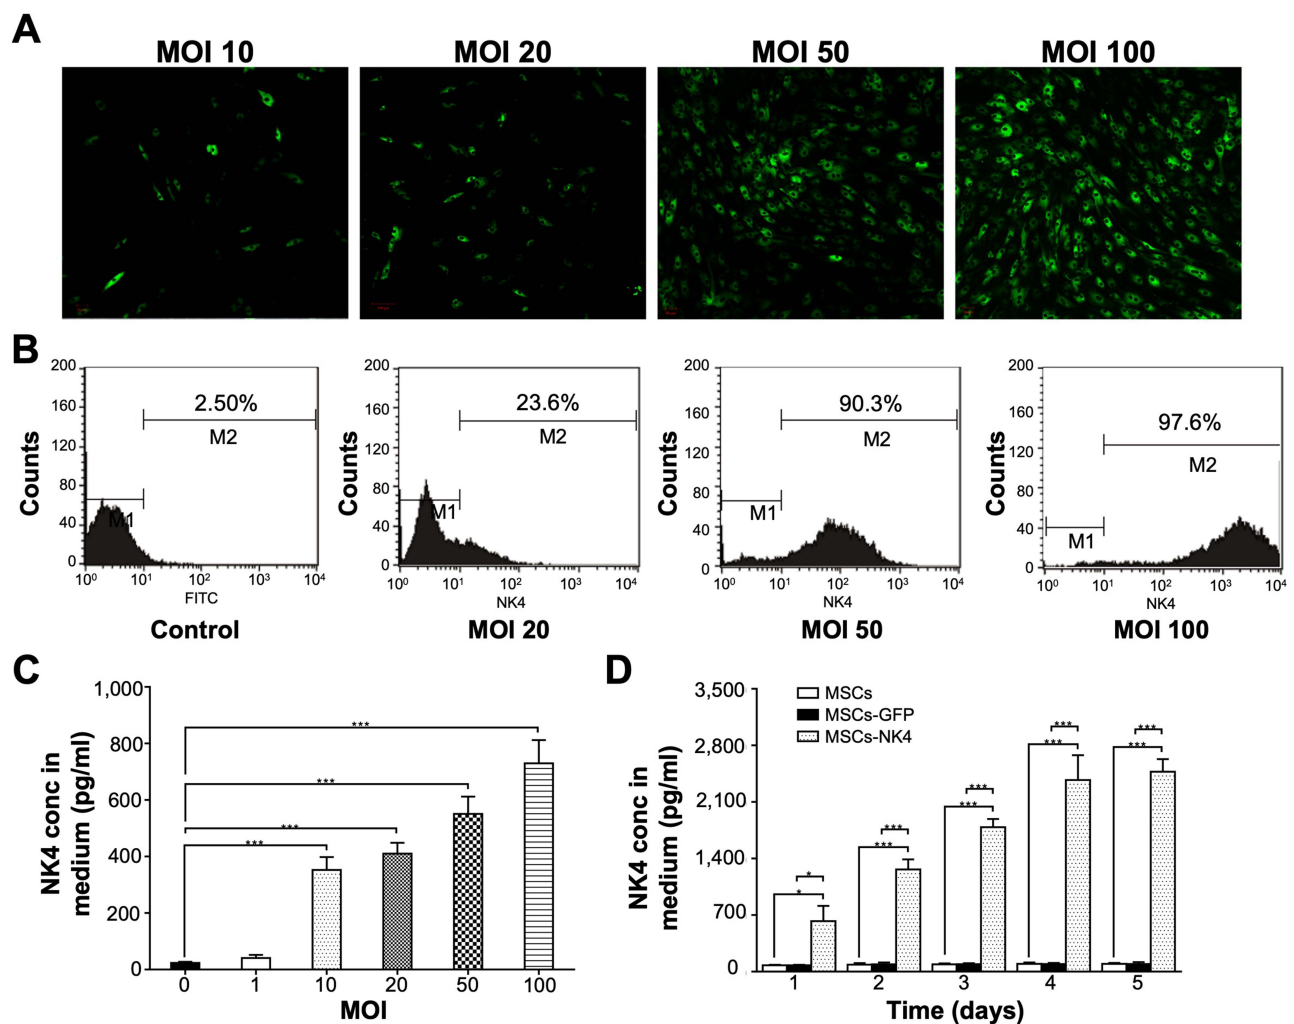 A
MOI 10 MOI 20 MOI 50 MOI 100
B
200 160 120 80 40 0
Counts
2.50%
M2
M1
10⁰ 10¹ 10² 10³ 10⁴
FITC
Control
200 160 120 80 40 0
Counts
23.6%
M2
M1
10⁰ 10¹ 10² 10³ 10⁴
NK4
MOI 20
200 160 120 80 40 0
90.3%
M2
M1
10⁰ 10¹ 10² 10³ 10⁴
NK4
MOI 50
Counts
200 160 120 80 40 0
Counts
97.6%
M2
M1
10⁰ 10¹ 10² 10³ 10⁴
NK4
MOI 100
C
NK4 conc in
medium (pg/ml)
1,000
800
600
400
200
0
***
***
***
***
0 1 10 20 50 100
MOI
D
NK4 conc in
medium (pg/ml)
3,500
2,800
2,100
1,400
700
0
MSCs
MSCs-GFP
MSCs-NK4
* *
*** ***
*** ***
*** ***
*** ***
1 2 3 4 5
Time (days)